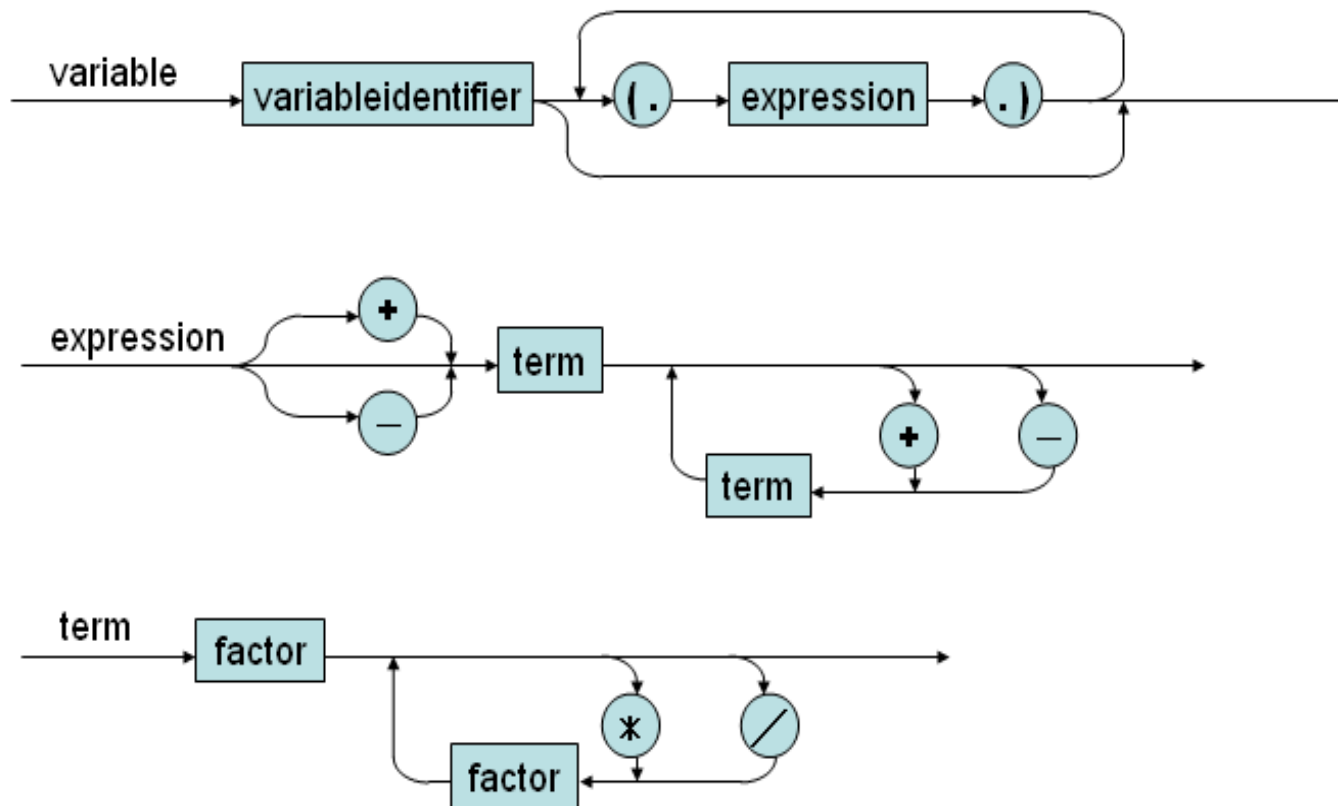 variable
variableidentifier (. expression .)
+
expression
term
–
+ –
term
term
factor
* /
factor